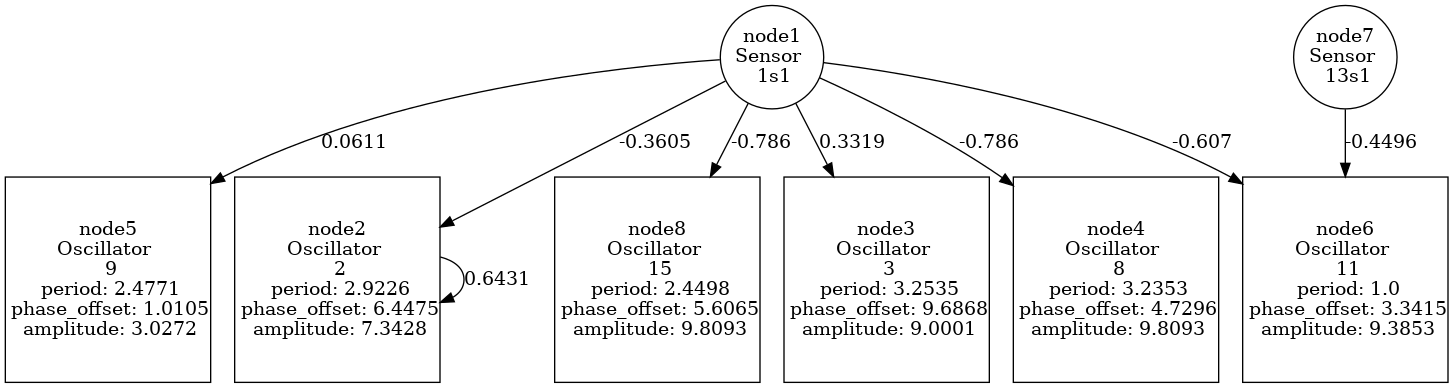 node1
Sensor
1s1
node7
Sensor
13s1
0.0611
-0.3605
-0.786
0.3319
-0.786
-0.607
-0.4496
node5
Oscillator
9
period: 2.4771
phase_offset: 1.0105
amplitude: 3.0272
node2
Oscillator
2
period: 2.9226
phase_offset: 6.4475
amplitude: 7.3428
0.6431
node8
Oscillator
15
period: 2.4498
phase_offset: 5.6065
amplitude: 9.8093
node3
Oscillator
3
period: 3.2535
phase_offset: 9.6868
amplitude: 9.0001
node4
Oscillator
8
period: 3.2353
phase_offset: 4.7296
amplitude: 9.8093
node6
Oscillator
11
period: 1.0
phase_offset: 3.3415
amplitude: 9.3853